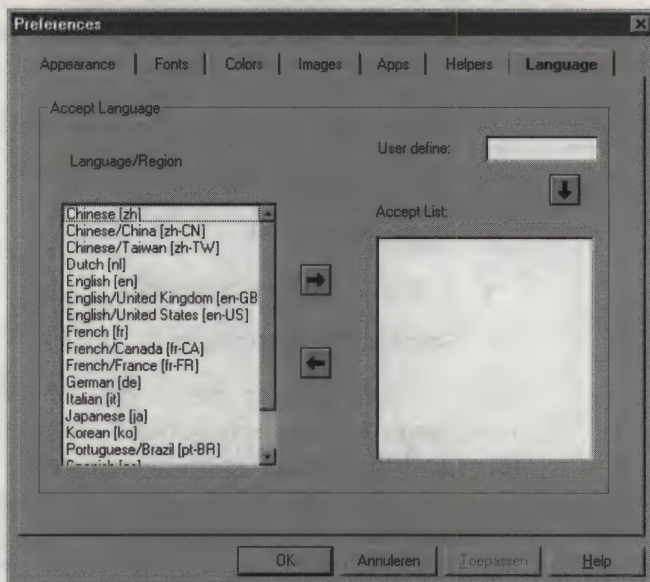 Preferences
Appearance | Fonts | Colors | Images | Apps | Helpers | Language
Accept Language
Language/Region
User define:
Accept List:
Chinese [zh]
Chinese/China [zh-CN]
Chinese/Taiwan [zh-TW]
Dutch [nl]
English [en]
English/United Kingdom [en-GB
English/United States [en-US]
French [fr]
French/Canada [fr-CA]
French/France [fr-FR]
German [de]
Italian [it]
Japanese [ja]
Korean [ko]
Portuguese/Brazil [pt-BR]
OK Annuleren Toepassen Help